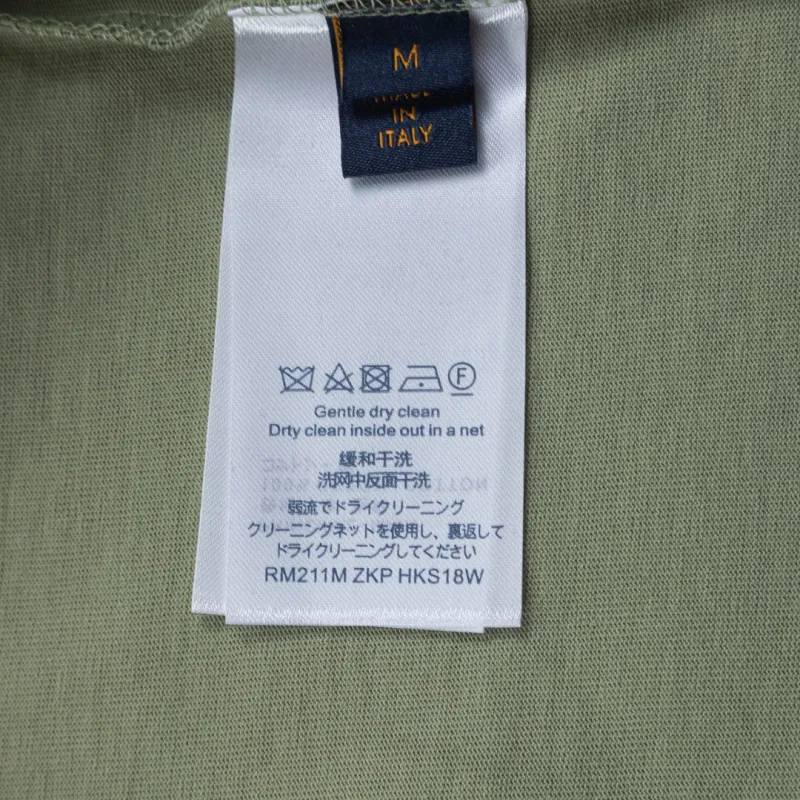 M
MADE
IN
ITALY
F
Gentle dry clean
Drty clean inside out in a net
缓和干洗
洗网中反面干洗
弱流でドライクリーニング
クリーニングネットを使用し、裏返して
ドライクリーニングしてください
RM211M ZKP HKS18W